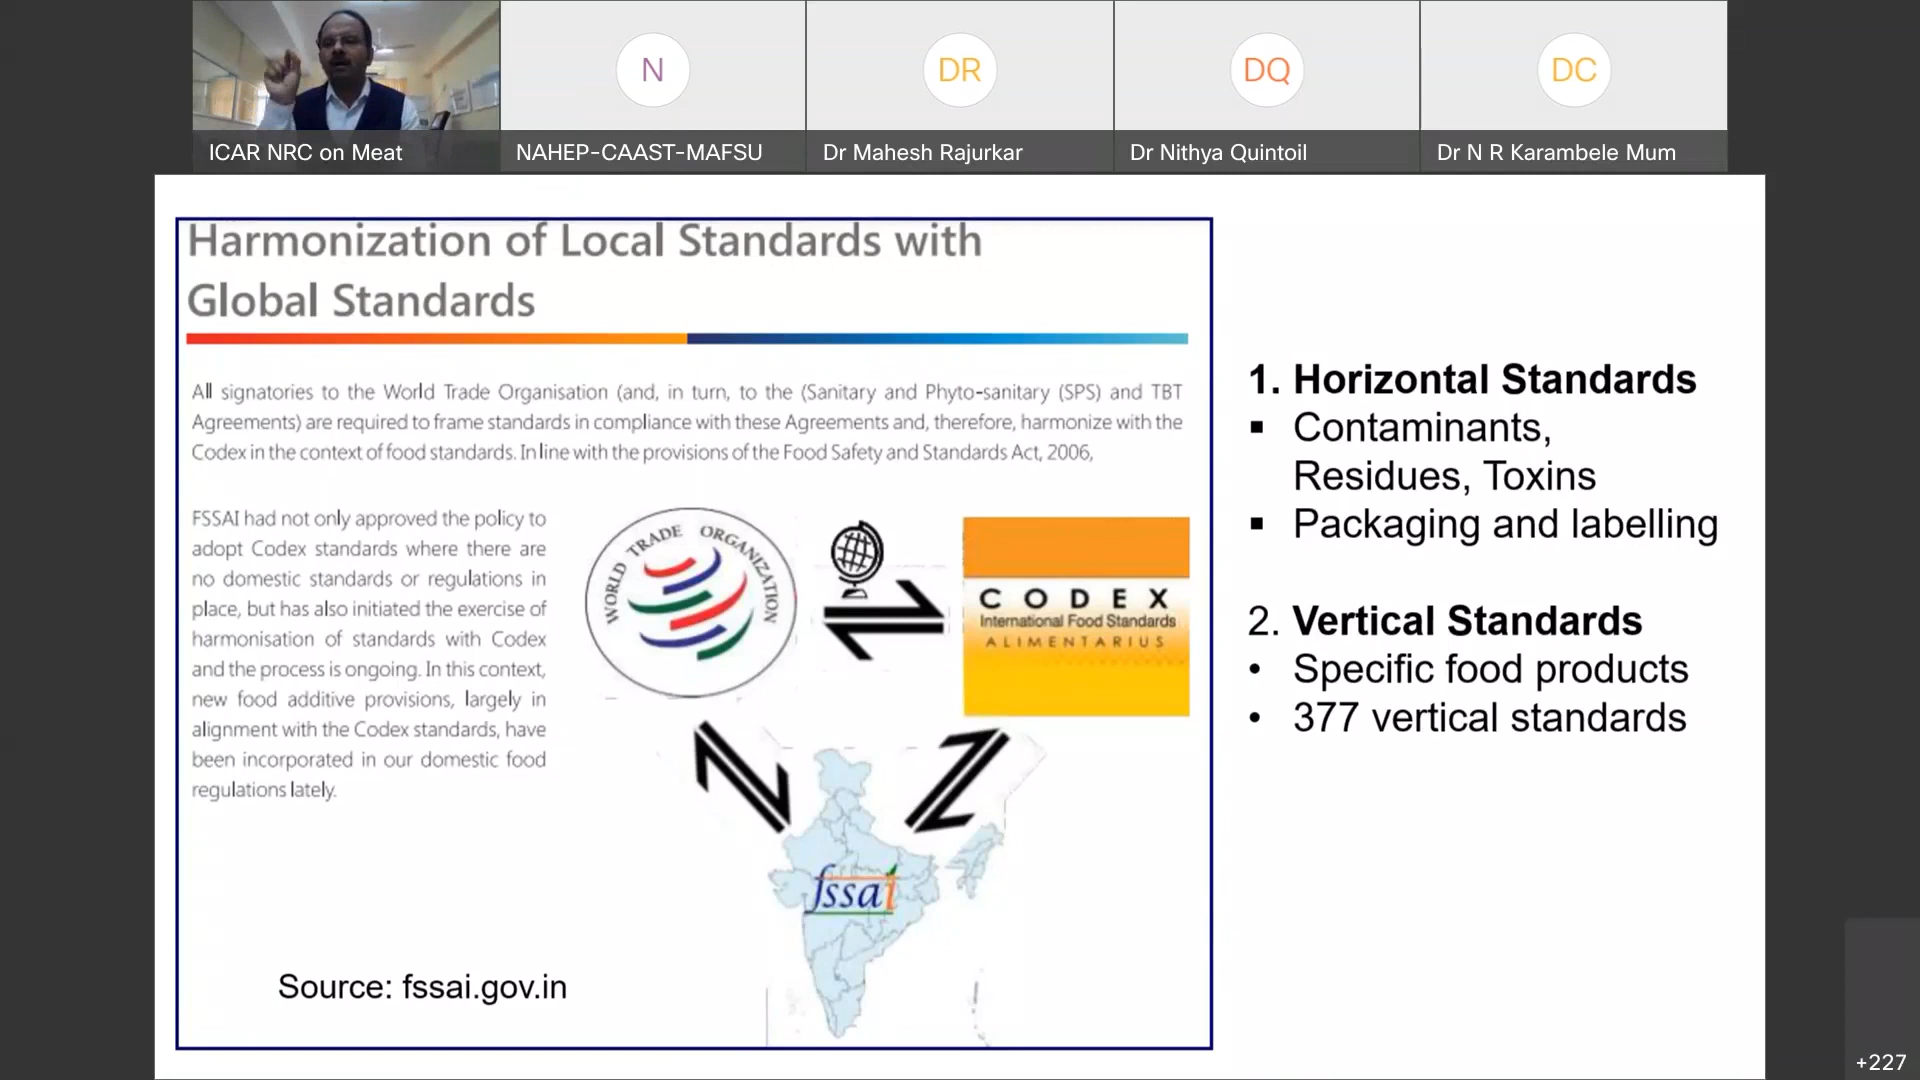 N
DR
DQ
DC
ICAR NRC on Meat
NAHEP-CAAST-MAFSU
Dr Mahesh Rajurkar
Dr Nithya Quintoil
Dr N R Karambele Mum
Harmonization of Local Standards with
Global Standards
All signatories to the World Trade Organisation (and, in turn, to the (Sanitary and Phyto-sanitary (SPS) and TBT
Agreements) are required to frame standards in compliance with these Agreements and, therefore, harmonize with the
Codex in the context of food standards. In line with the provisions of the Food Safety and Standards Act, 2006,
FSSAI had not only approved the policy to
adopt Codex standards where there are
no domestic standards or regulations in
place, but has also initiated the exercise of
harmonisation of standards with Codex
and the process is ongoing. In this context,
new food additive provisions, largely in
alignment with the Codex standards, have
been incorporated in our domestic food
regulations lately.
WORLD TRADE ORGANIZATION
CODEX
International Food Standards
ALIMENTARIUS
fssai
Source: fssai.gov.in
1. Horizontal Standards
▪ Contaminants,
Residues, Toxins
▪ Packaging and labelling
2. Vertical Standards
• Specific food products
• 377 vertical standards
+227